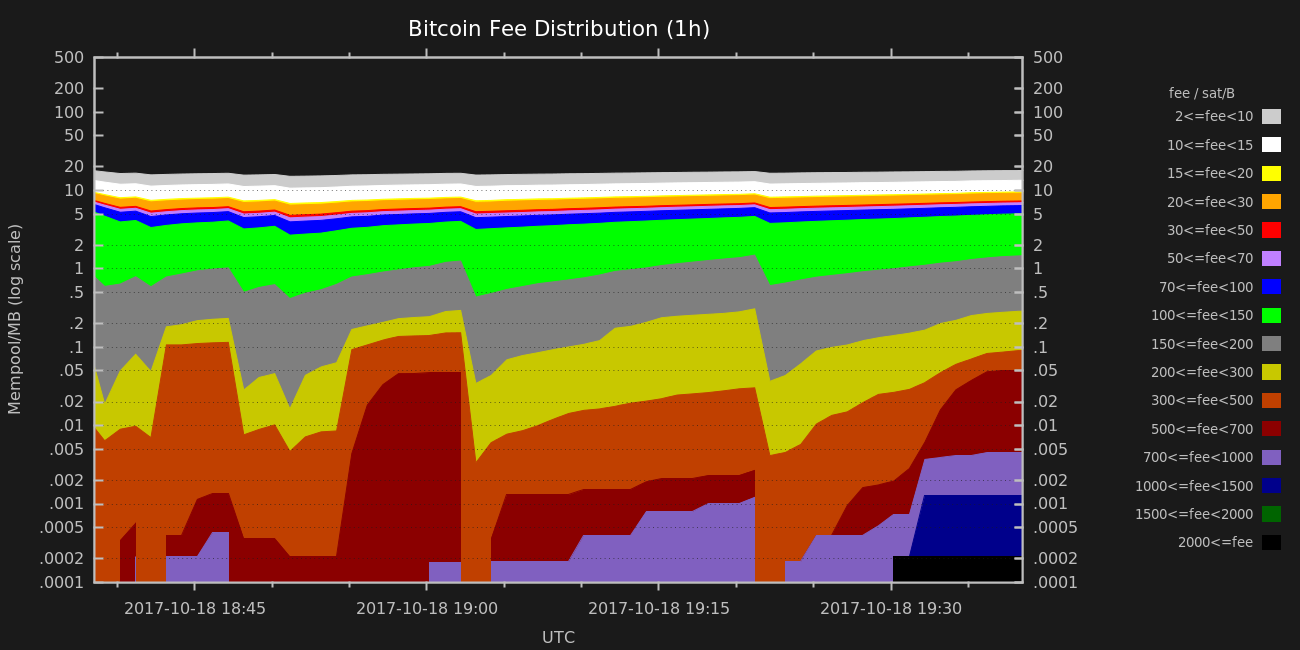 Bitcoin Fee Distribution (1h)
500
200
100
50
20
10
5
2
1
.5
.2
.1
.05
.02
.01
.005
.002
.001
.0005
.0002
.0001
Mempool/MB (log scale)
500
200
100
50
20
10
5
2
1
.5
.2
.1
.05
.02
.01
.005
.002
.001
.0005
.0002
.0001
2017-10-18 18:45
2017-10-18 19:00
2017-10-18 19:15
2017-10-18 19:30
UTC
fee / sat/B
2<=fee<10
10<=fee<15
15<=fee<20
20<=fee<30
30<=fee<50
50<=fee<70
70<=fee<100
100<=fee<150
150<=fee<200
200<=fee<300
300<=fee<500
500<=fee<700
700<=fee<1000
1000<=fee<1500
1500<=fee<2000
2000<=fee